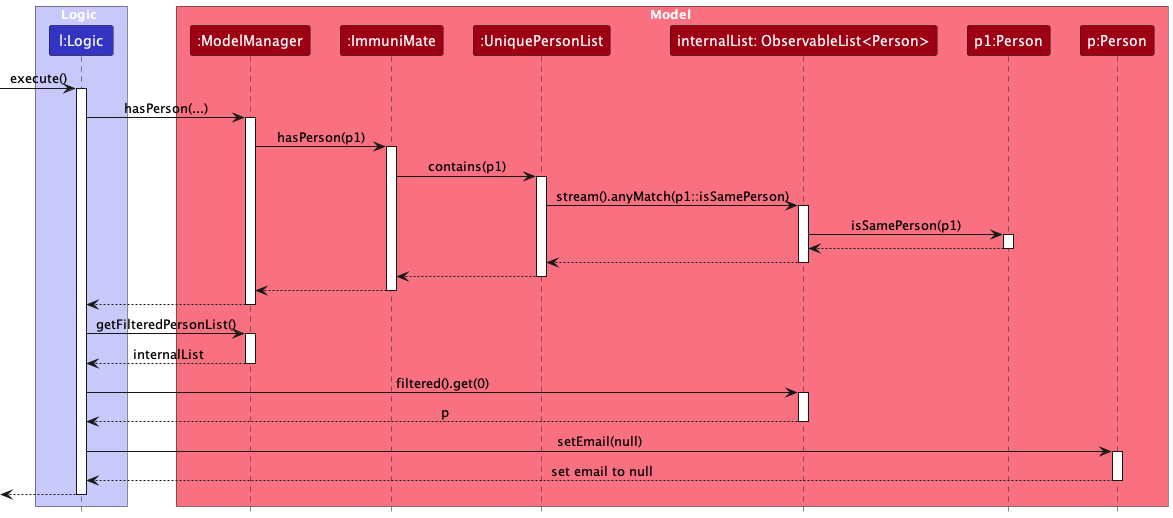 Logic
Model
l:Logic
:ModelManager
:ImmuniMate
:UniquePersonList
internalList: ObservableList<Person>
p1:Person
p:Person
execute()
hasPerson(...)
hasPerson(p1)
contains(p1)
stream().anyMatch(p1::isSamePerson)
isSamePerson(p1)
getFilteredPersonList()
internalList
filtered().get(0)
p
setEmail(null)
set email to null